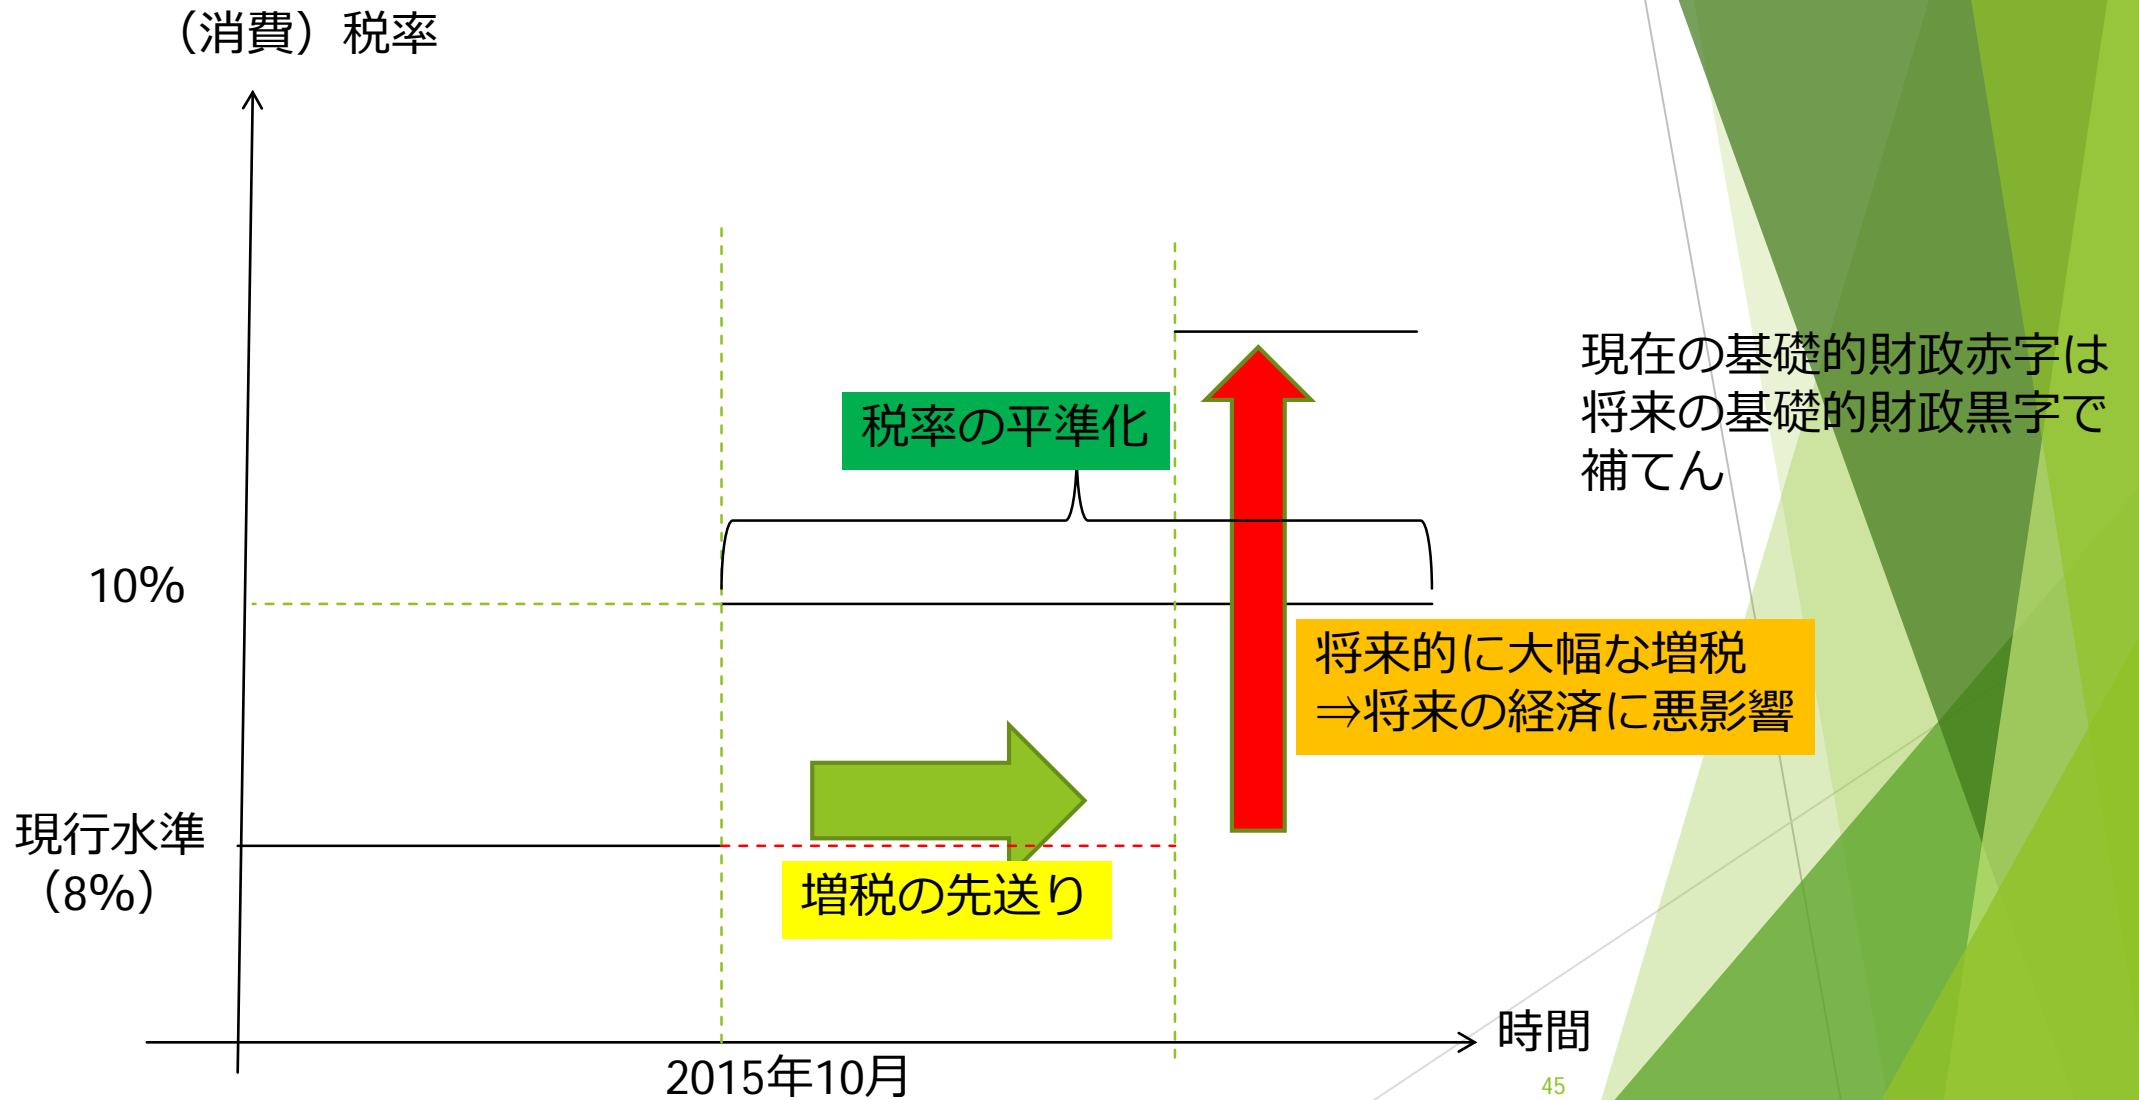 （消費）税率
現在の基礎的財政赤字は
将来の基礎的財政黒字で
補てん
税率の平準化
10%
将来的に大幅な増税
⇒将来の経済に悪影響
現行水準
（8%）
増税の先送り
時間
2015年10月
45